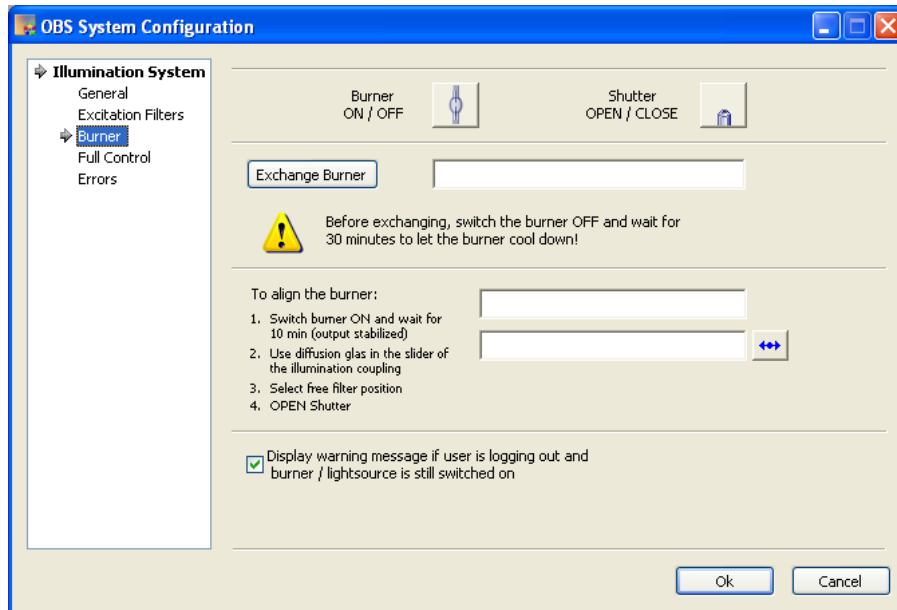 OBS System Configuration
Illumination System
General
Excitation Filters
Burner
Full Control
Errors
Burner
ON / OFF
Shutter
OPEN / CLOSE
Exchange Burner
Before exchanging, switch the burner OFF and wait for
30 minutes to let the burner cool down!
To align the burner:
1. Switch burner ON and wait for
10 min (output stabilized)
2. Use diffusion glas in the slider of
the illumination coupling
3. Select free filter position
4. OPEN Shutter
Display warning message if user is logging out and
burner / lightsource is still switched on
Ok
Cancel